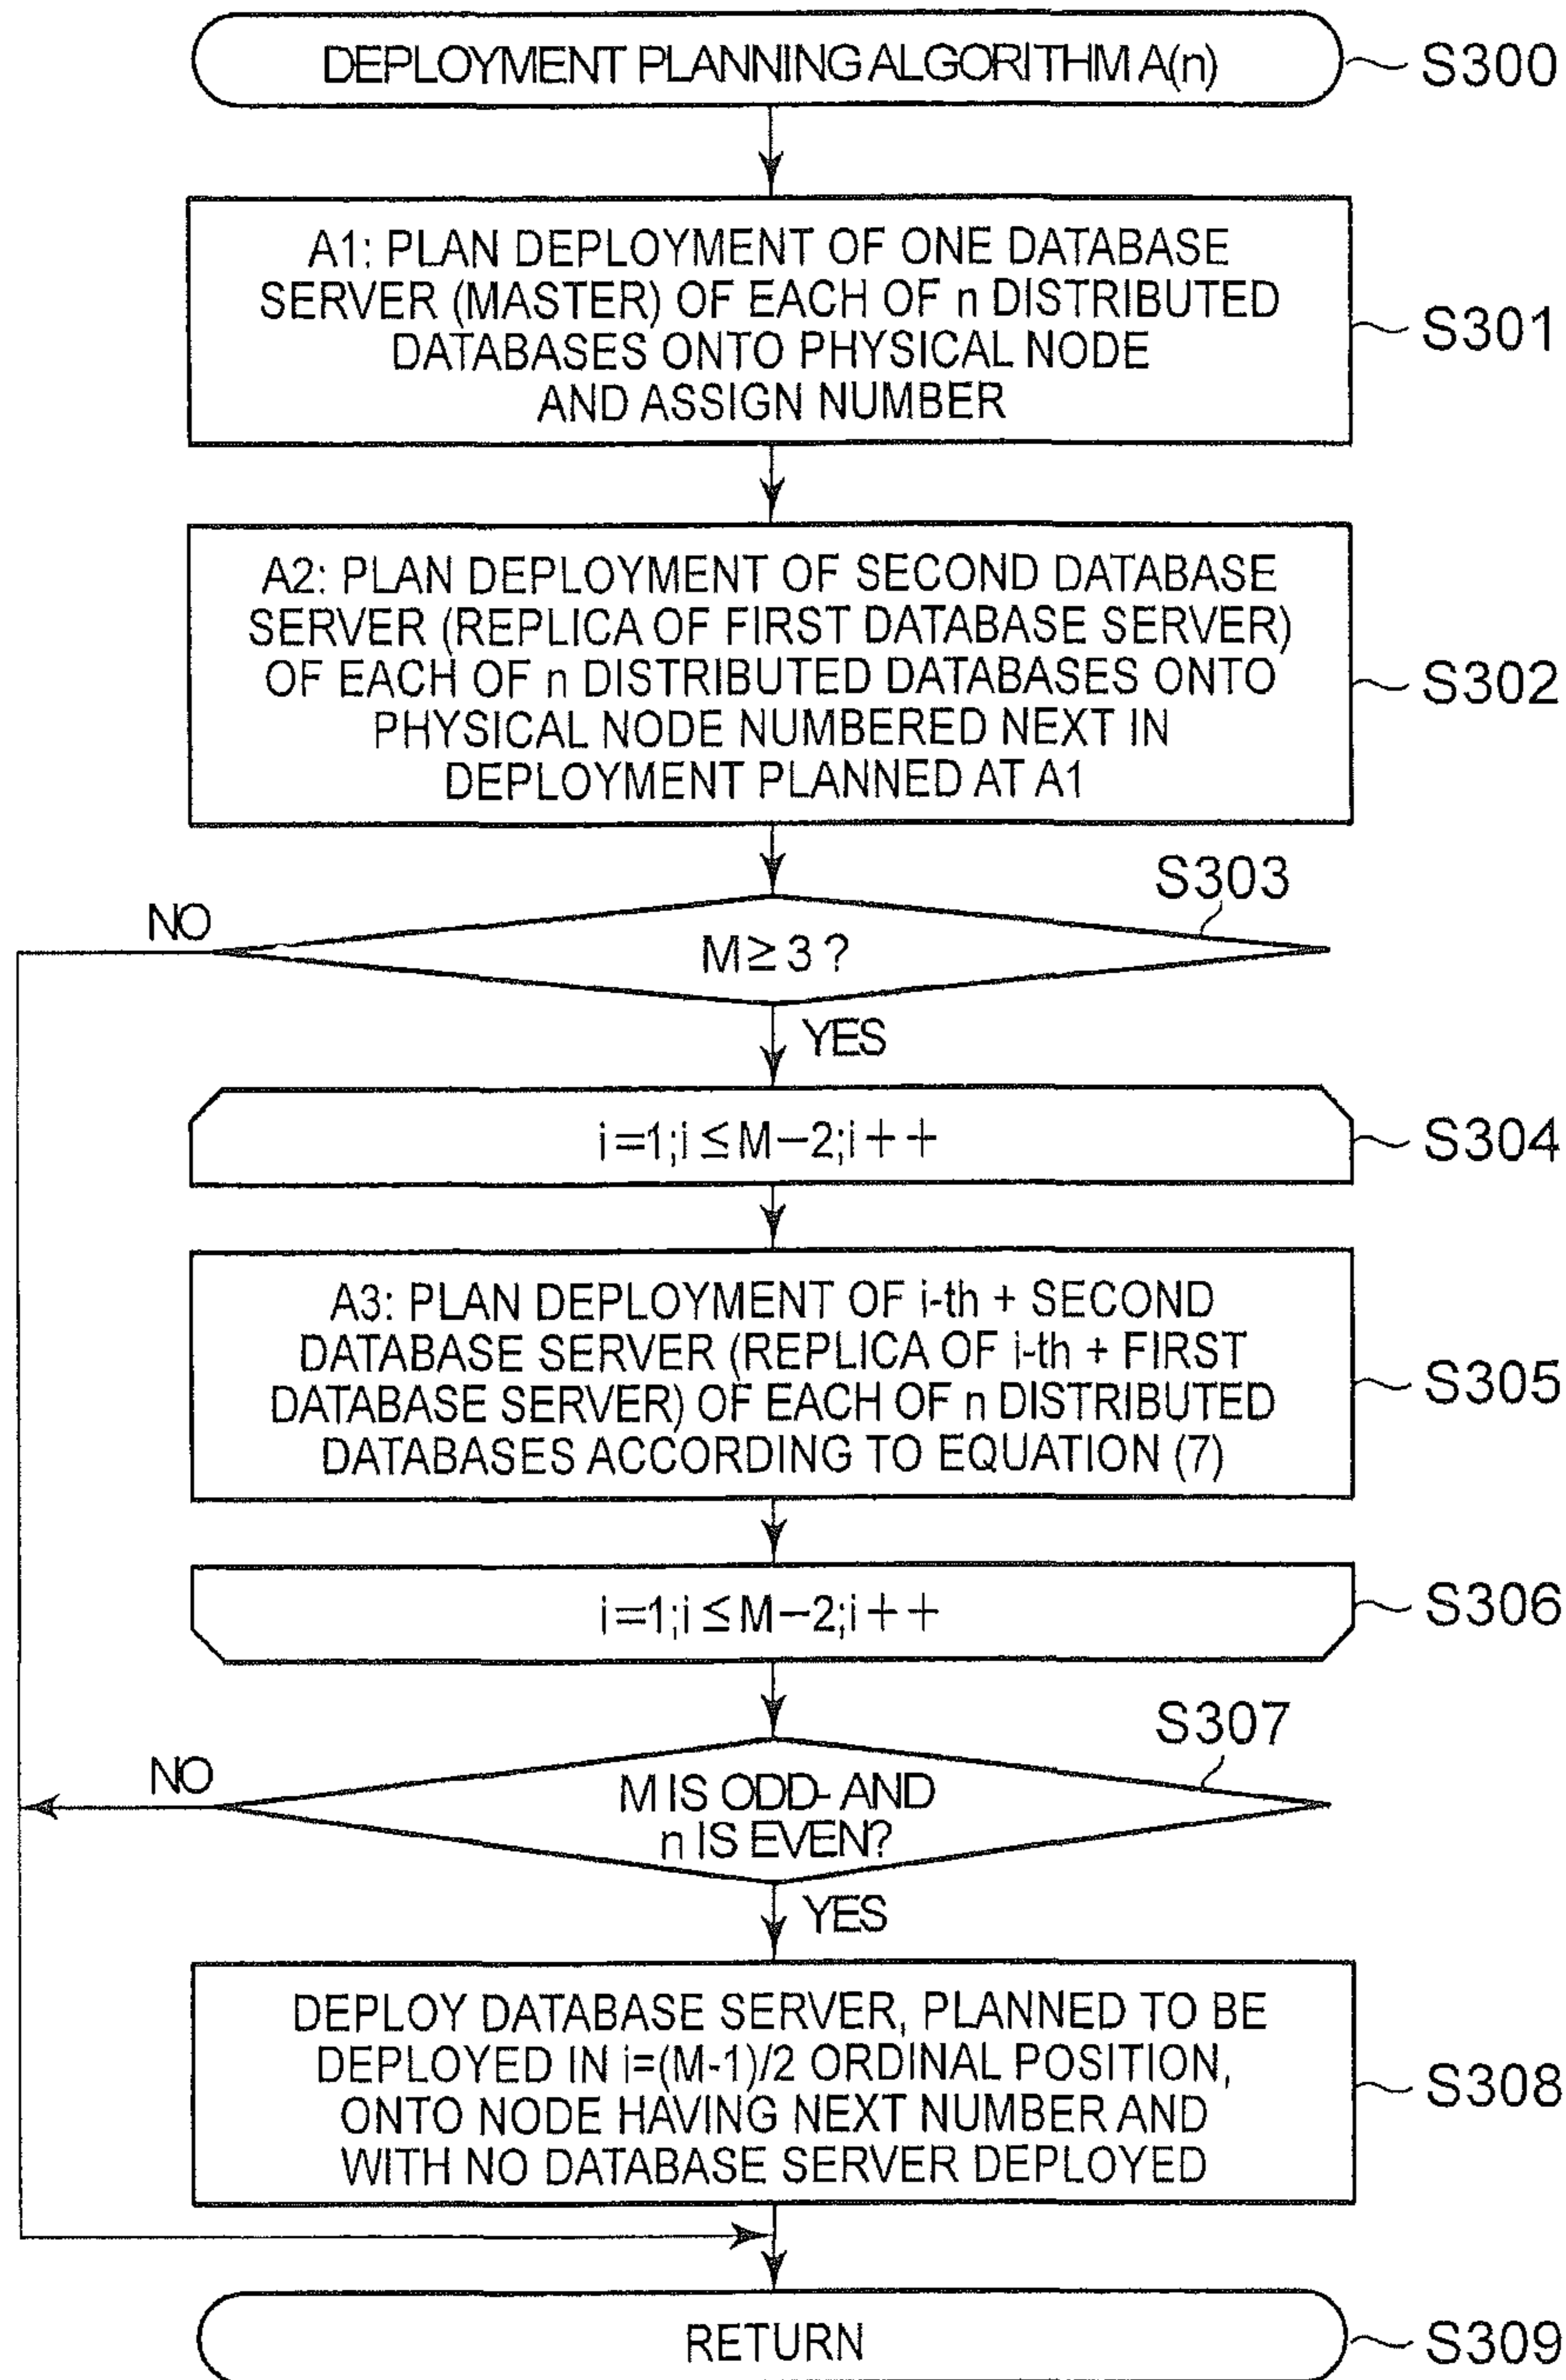 DEPLOYMENT PLANNING ALGORITHM A(n)
S300
A1: PLAN DEPLOYMENT OF ONE DATABASE
SERVER (MASTER) OF EACH OF n DISTRIBUTED
DATABASES ONTO PHYSICAL NODE
AND ASSIGN NUMBER
S301
A2: PLAN DEPLOYMENT OF SECOND DATABASE
SERVER (REPLICA OF FIRST DATABASE SERVER)
OF EACH OF n DISTRIBUTED DATABASES ONTO
PHYSICAL NODE NUMBERED NEXT IN
DEPLOYMENT PLANNED AT A1
S302
S303
NO
M≥3?
YES
i=1;i≤M−2;i++
S304
A3: PLAN DEPLOYMENT OF i-th + SECOND
DATABASE SERVER (REPLICA OF i-th + FIRST
DATABASE SERVER) OF EACH OF n DISTRIBUTED
DATABASES ACCORDING TO EQUATION (7)
S305
i=1;i≤M−2;i++
S306
S307
NO
M IS ODD- AND
n IS EVEN?
YES
DEPLOY DATABASE SERVER, PLANNED TO BE
DEPLOYED IN i=(M-1)/2 ORDINAL POSITION,
ONTO NODE HAVING NEXT NUMBER AND
WITH NO DATABASE SERVER DEPLOYED
S308
RETURN
S309